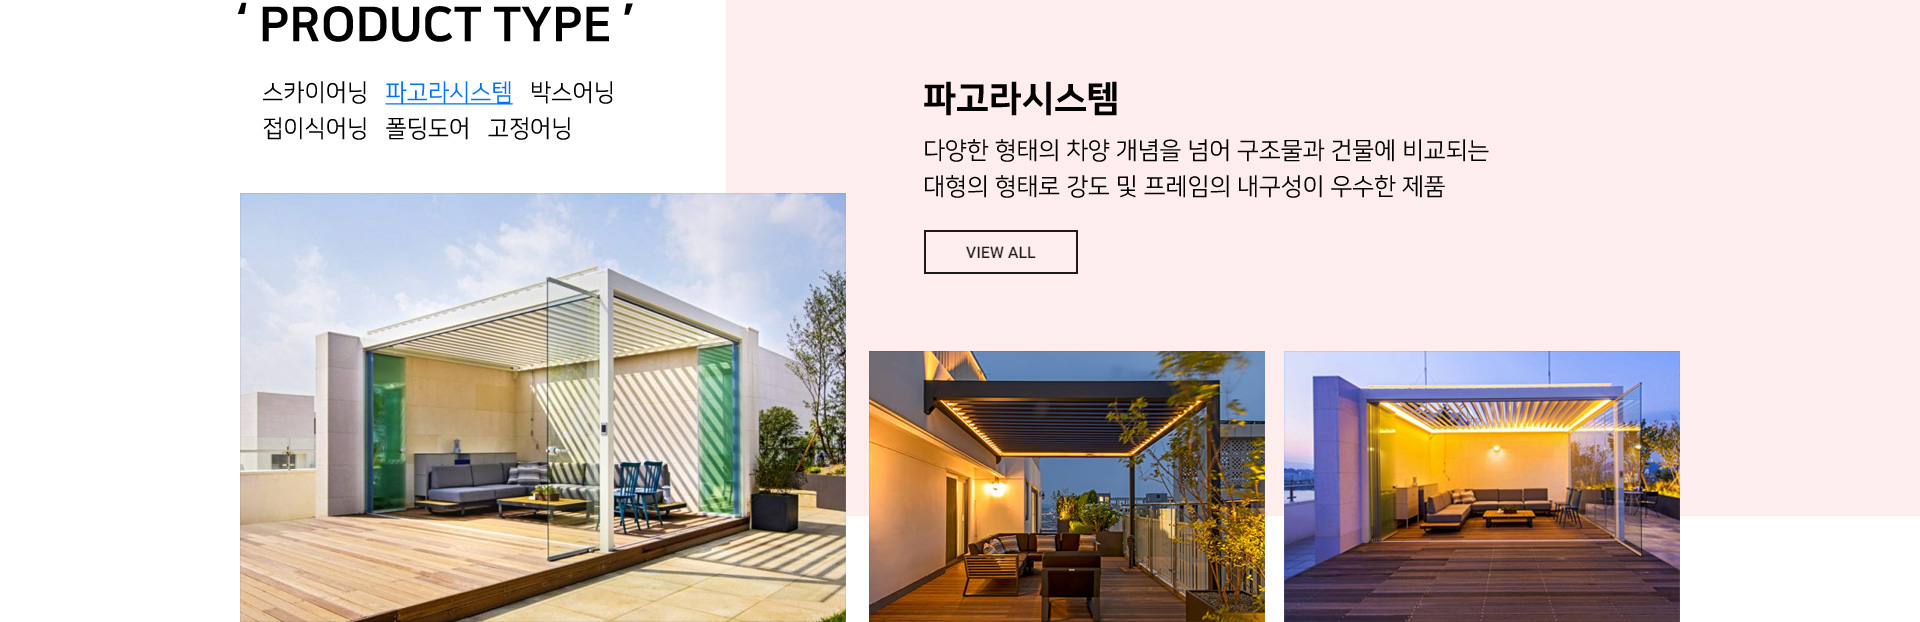 ‘ PRODUCT TYPE ’
스카이어닝 파고라시스템 박스어닝
접이식어닝 폴딩도어 고정어닝
파고라시스템
다양한 형태의 차양 개념을 넘어 구조물과 건물에 비교되는
대형의 형태로 강도 및 프레임의 내구성이 우수한 제품
VIEW ALL